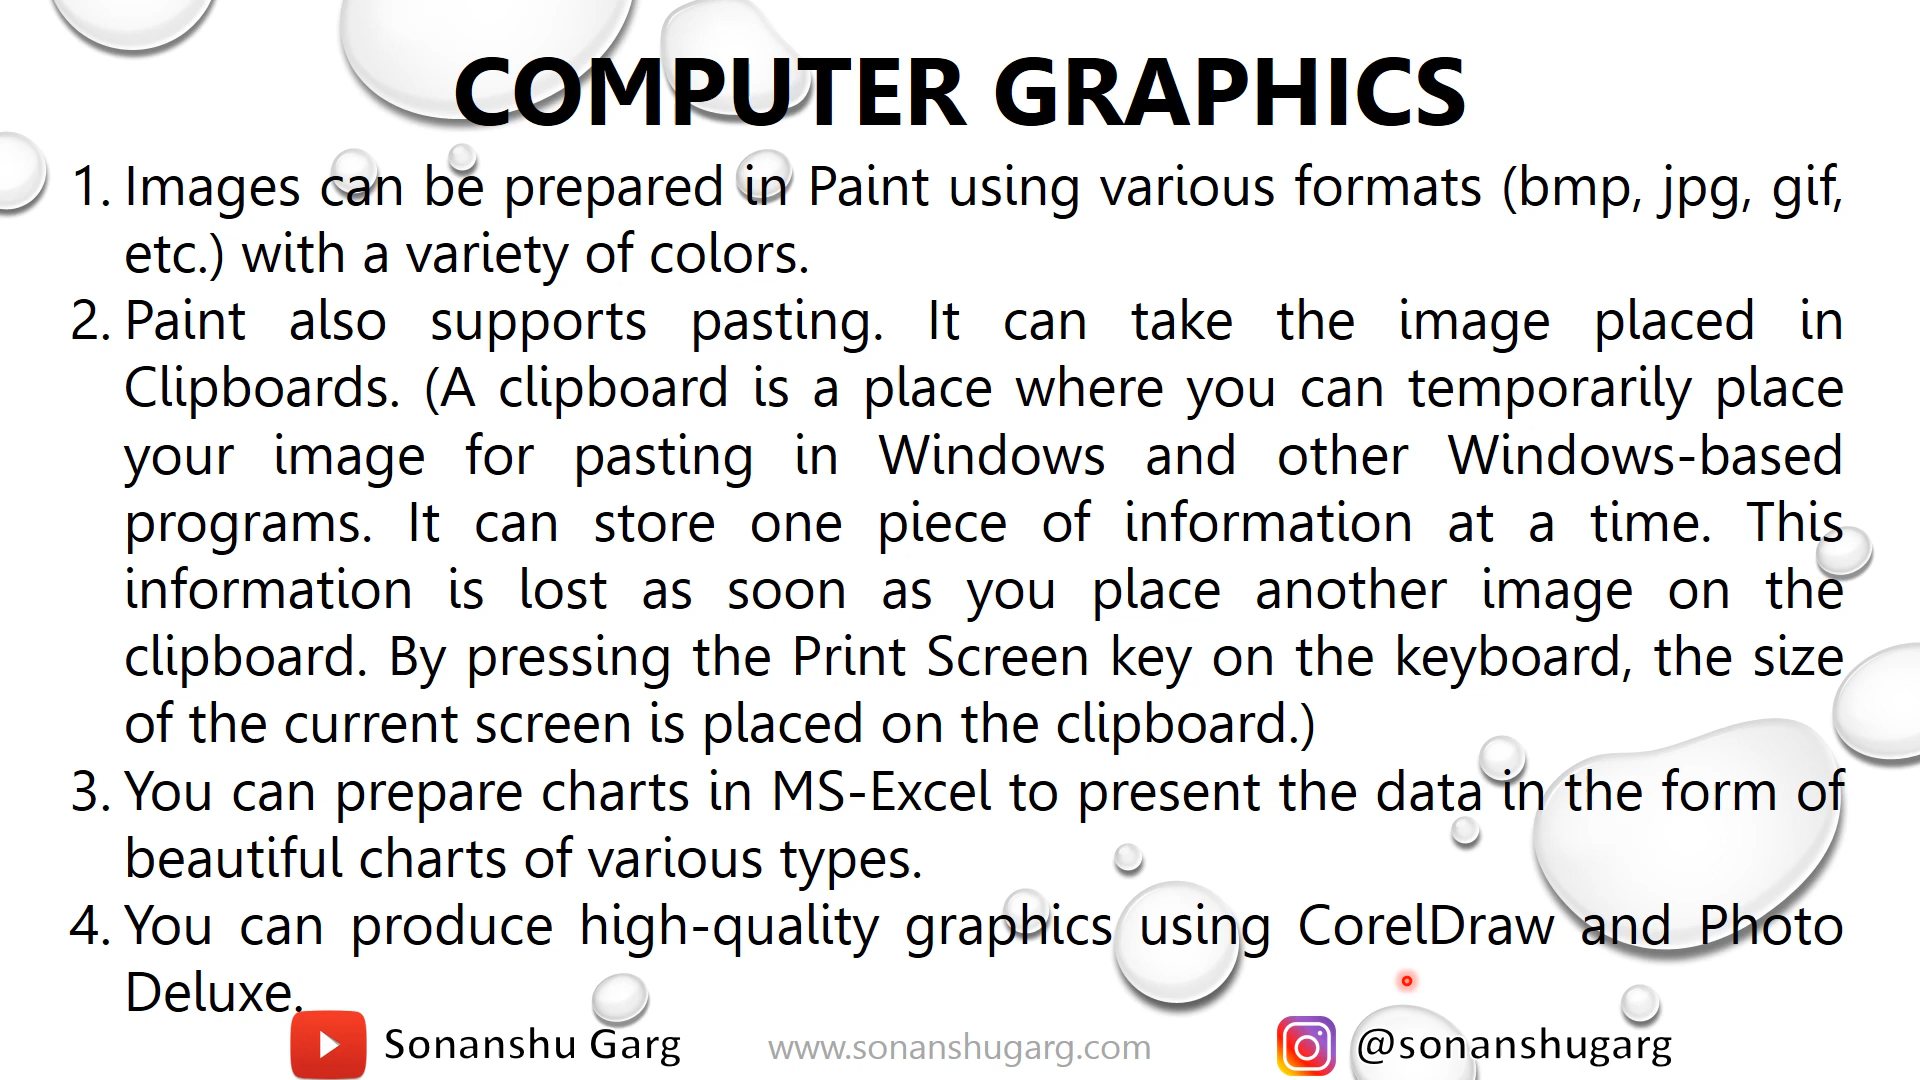 COMPUTER GRAPHICS
1. Images can be prepared in Paint using various formats (bmp, jpg, gif,
etc.) with a variety of colors.
2. Paint also supports pasting. It can take the image placed in
Clipboards. (A clipboard is a place where you can temporarily place
your image for pasting in Windows and other Windows-based
programs. It can store one piece of information at a time. This
information is lost as soon as you place another image on the
clipboard. By pressing the Print Screen key on the keyboard, the size
of the current screen is placed on the clipboard.)
3. You can prepare charts in MS-Excel to present the data in the form of
beautiful charts of various types.
4. You can produce high-quality graphics using CorelDraw and Photo
Deluxe.
Sonanshu Garg
www.sonanshugarg.com
@sonanshugarg